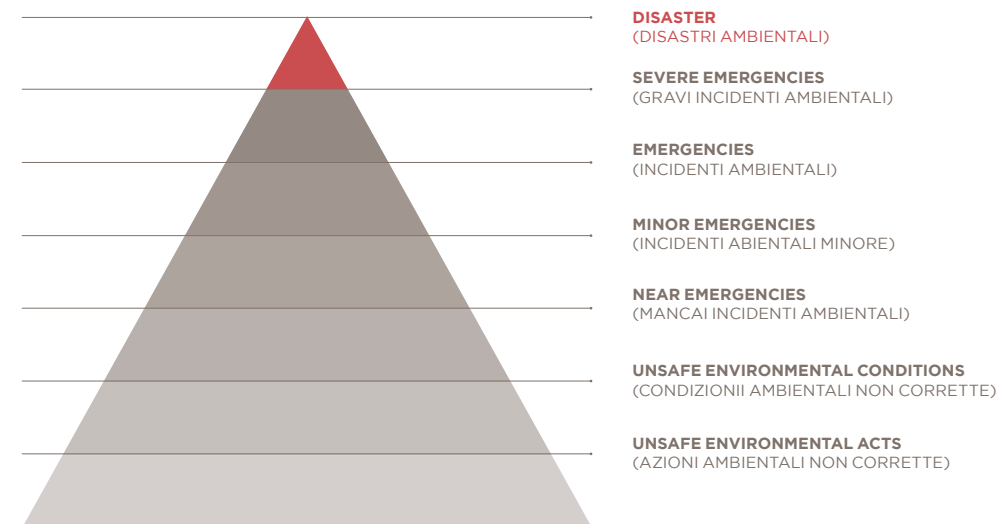 DISASTER
(DISASTRI AMBIENTALI)
SEVERE EMERGENCIES
(GRAVI INCIDENTI AMBIENTALI)
EMERGENCIES
(INCIDENTI AMBIENTALI)
MINOR EMERGENCIES
(INCIDENTI ABIENTALI MINORE)
NEAR EMERGENCIES
(MANCAI INCIDENTI AMBIENTALI)
UNSAFE ENVIRONMENTAL CONDITIONS
(CONDIZIONII AMBIENTALI NON CORRETTE)
UNSAFE ENVIRONMENTAL ACTS
(AZIONI AMBIENTALI NON CORRETTE)